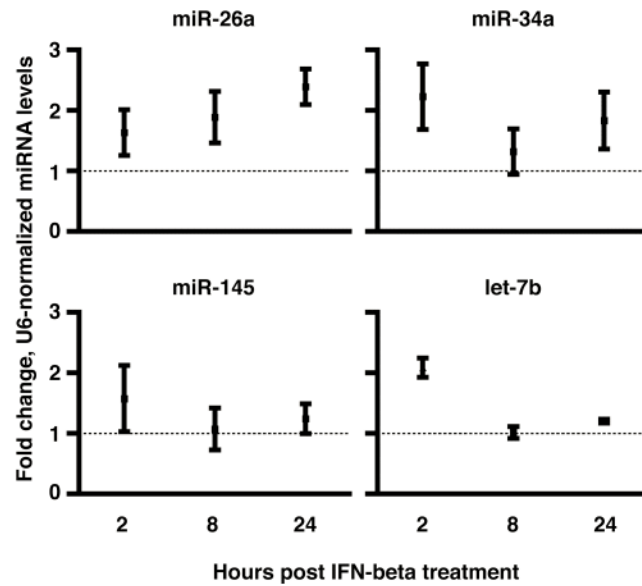 miR-26a
miR-34a
3
2
1
0
miR-145
let-7b
3
2
1
0
2 8 24
2 8 24
Fold change, U6-normalized miRNA levels
Hours post IFN-beta treatment